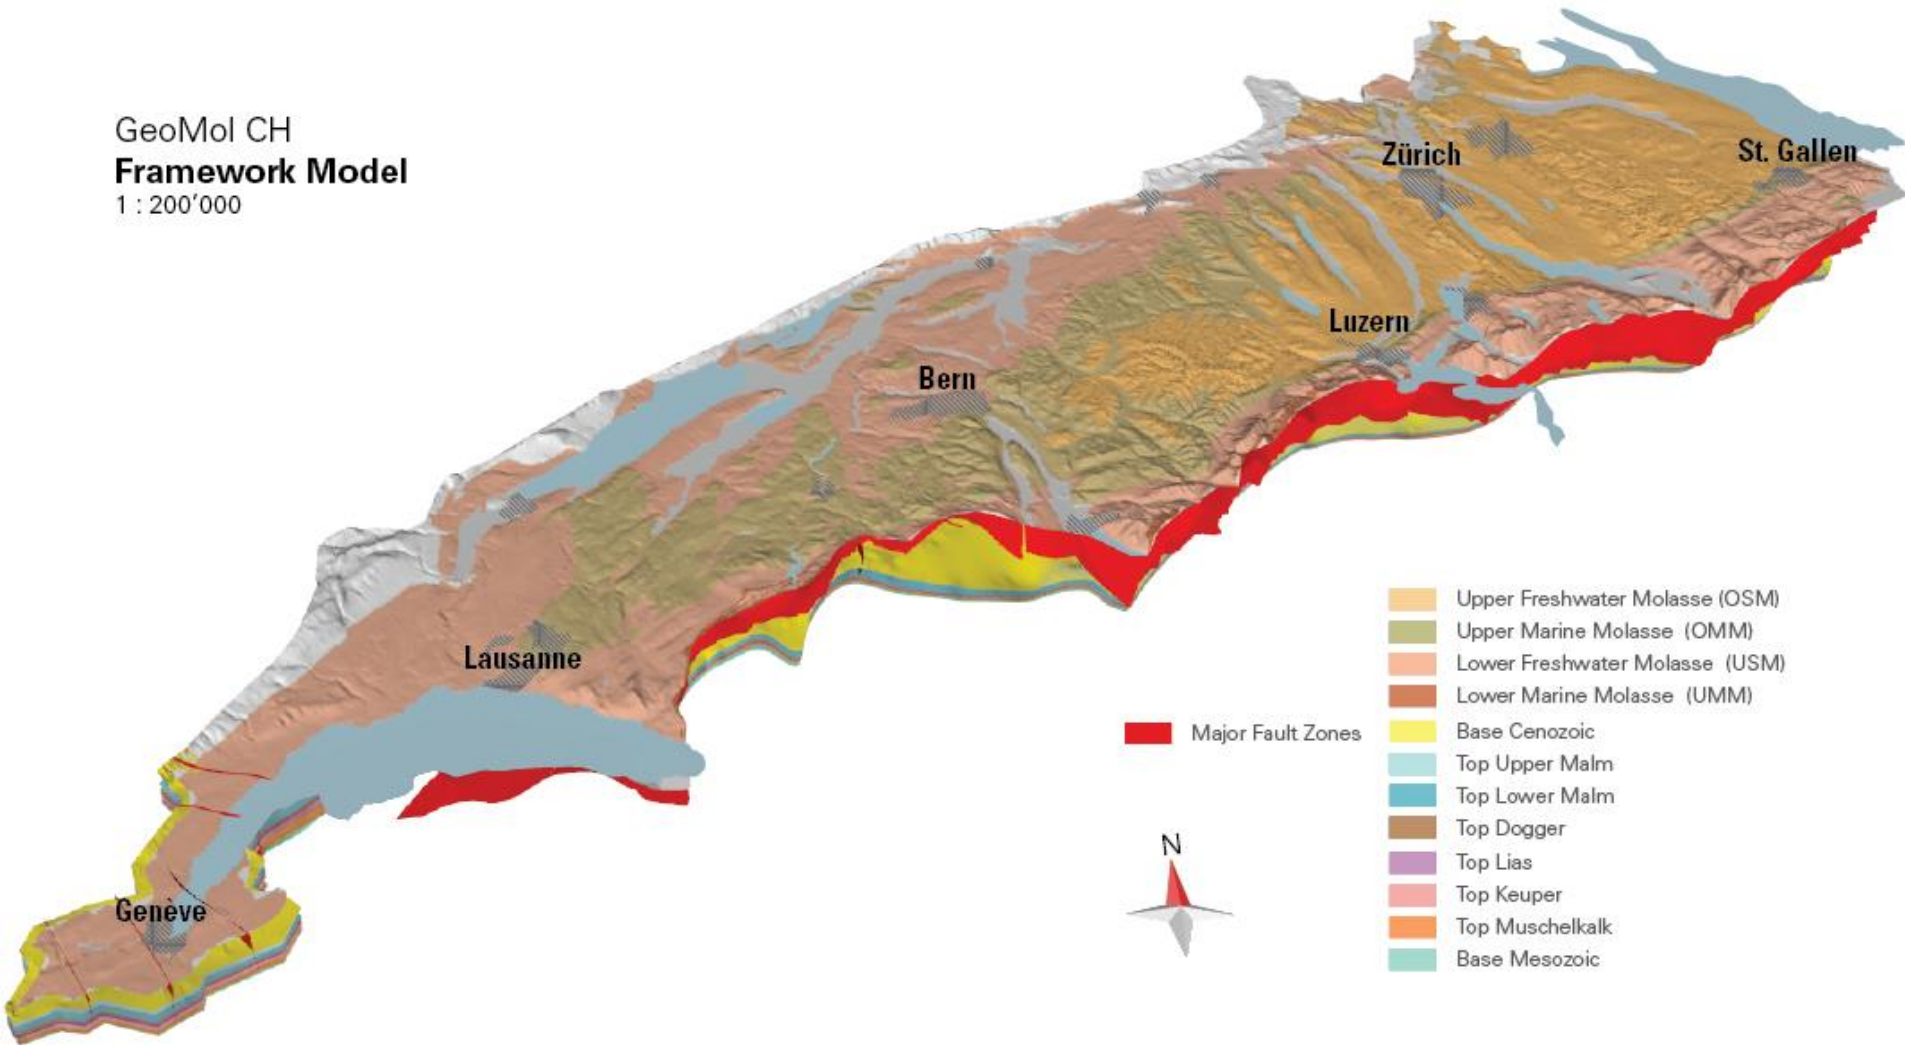 GeoMol CH
Framework Model
1 : 200’000
Zürich
St. Gallen
Luzern
Bern
Lausanne
Genève
Major Fault Zones
Upper Freshwater Molasse (OSM)
Upper Marine Molasse (OMM)
Lower Freshwater Molasse (USM)
Lower Marine Molasse (UMM)
Base Cenozoic
Top Upper Malm
Top Lower Malm
Top Dogger
Top Lias
Top Keuper
Top Muschelkalk
Base Mesozoic
N